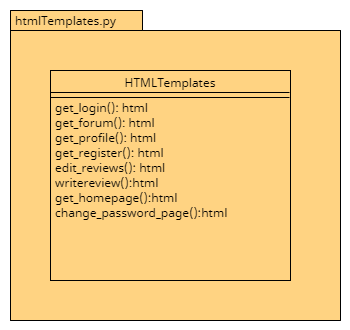 htmlTemplates.py
HTMLTemplates
get_login(): html
get_forum(): html
get_profile(): html
get_register(): html
edit_reviews(): html
writereview():html
get_homepage():html
change_password_page():html